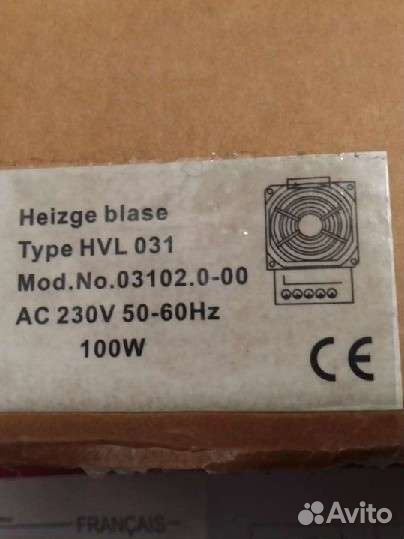 Heizge blase
Type HVL 031
Mod.No.03102.0-00
AC 230V 50-60Hz
100W
CE
FRANÇAIS
Avito